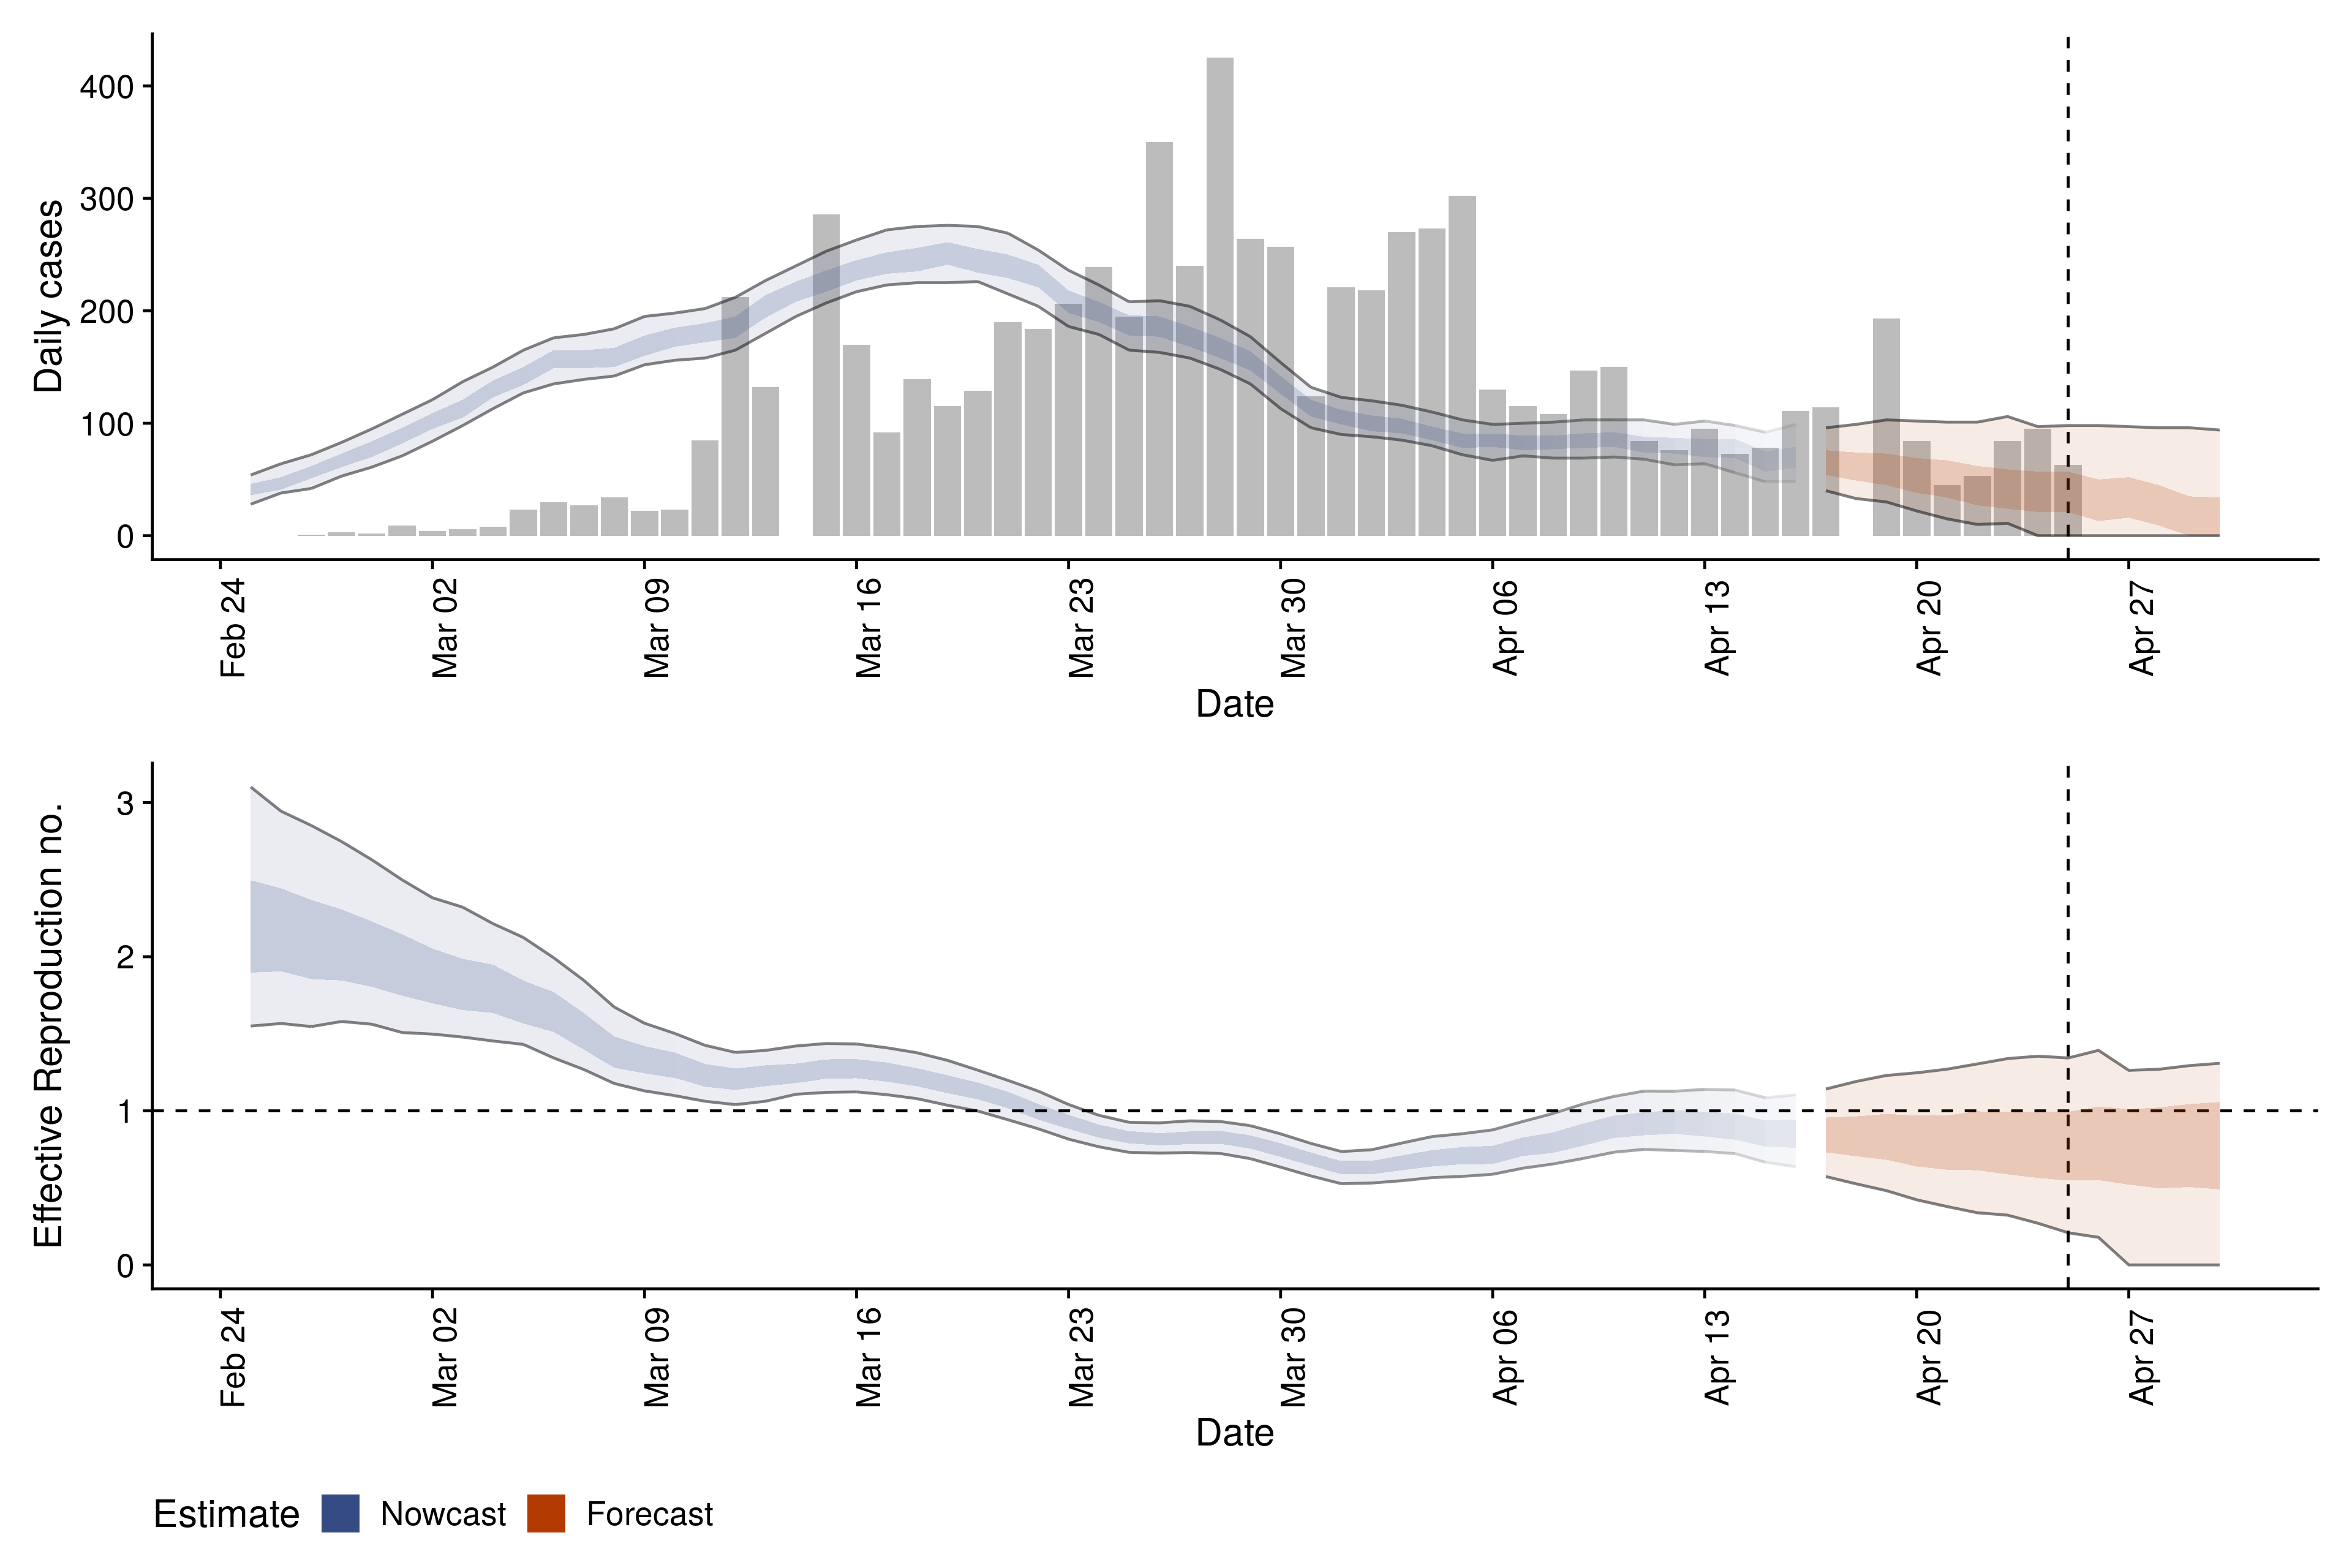 Daily cases
400
300
200
100
0
Feb 24
Mar 02
Mar 09
Mar 16
Mar 23
Mar 30
Apr 06
Apr 13
Apr 20
Apr 27
Date
Effective Reproduction no.
3
2
1
0
Feb 24
Mar 02
Mar 09
Mar 16
Mar 23
Mar 30
Apr 06
Apr 13
Apr 20
Apr 27
Date
Estimate Nowcast Forecast